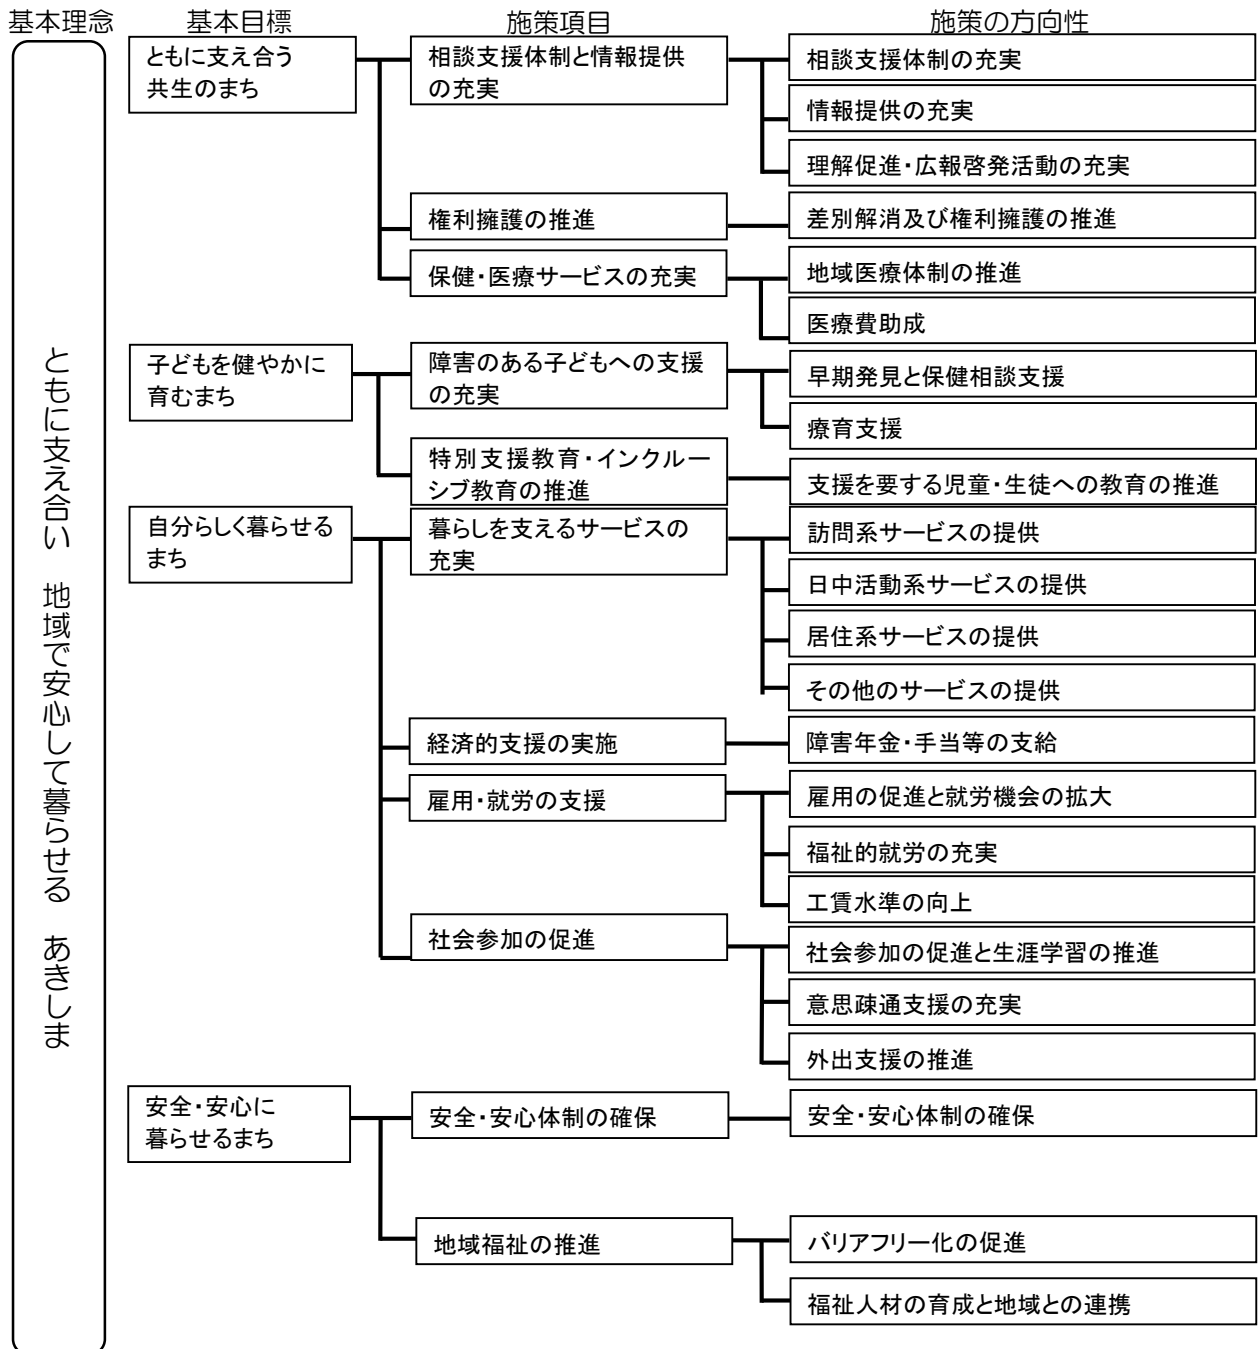 基本理念
基本目標
施策項目
施策の方向性
ともに支え合い 地域で安心して暮らせる あきしま
ともに支え合う
共生のまち
相談支援体制と情報提供
の充実
相談支援体制の充実
情報提供の充実
理解促進・広報啓発活動の充実
権利擁護の推進
差別解消及び権利擁護の推進
保健・医療サービスの充実
地域医療体制の推進
医療費助成
子どもを健やかに
育むまち
障害のある子どもへの支援
の充実
早期発見と保健相談支援
療育支援
特別支援教育・インクルー
シブ教育の推進
支援を要する児童・生徒への教育の推進
自分らしく暮らせる
まち
暮らしを支えるサービスの
充実
訪問系サービスの提供
日中活動系サービスの提供
居住系サービスの提供
その他のサービスの提供
経済的支援の実施
障害年金・手当等の支給
雇用・就労の支援
雇用の促進と就労機会の拡大
福祉的就労の充実
工賃水準の向上
社会参加の促進
社会参加の促進と生涯学習の推進
意思疎通支援の充実
外出支援の推進
安全・安心に
暮らせるまち
安全・安心体制の確保
安全・安心体制の確保
地域福祉の推進
バリアフリー化の促進
福祉人材の育成と地域との連携